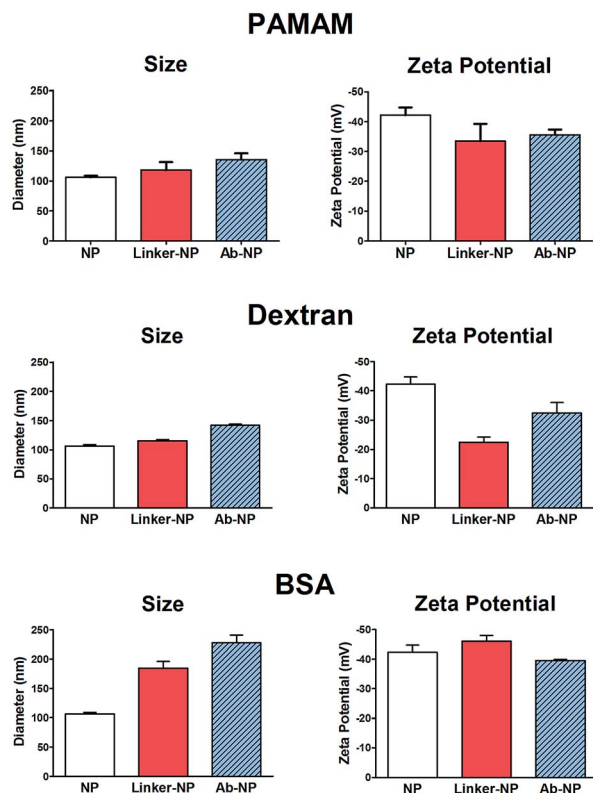 PAMAM
Size
Zeta Potential
Diameter (nm)
250
200
150
100
50
0
NP Linker-NP Ab-NP
Zeta Potential (mV)
-50
-40
-30
-20
-10
0
NP Linker-NP Ab-NP
Dextran
Size
Zeta Potential
Diameter (nm)
250
200
150
100
50
0
NP Linker-NP Ab-NP
Zeta Potential (mV)
-50
-40
-30
-20
-10
0
NP Linker-NP Ab-NP
BSA
Size
Zeta Potential
Diameter (nm)
250
200
150
100
50
0
NP Linker-NP Ab-NP
Zeta Potential (mV)
-50
-40
-30
-20
-10
0
NP Linker-NP Ab-NP